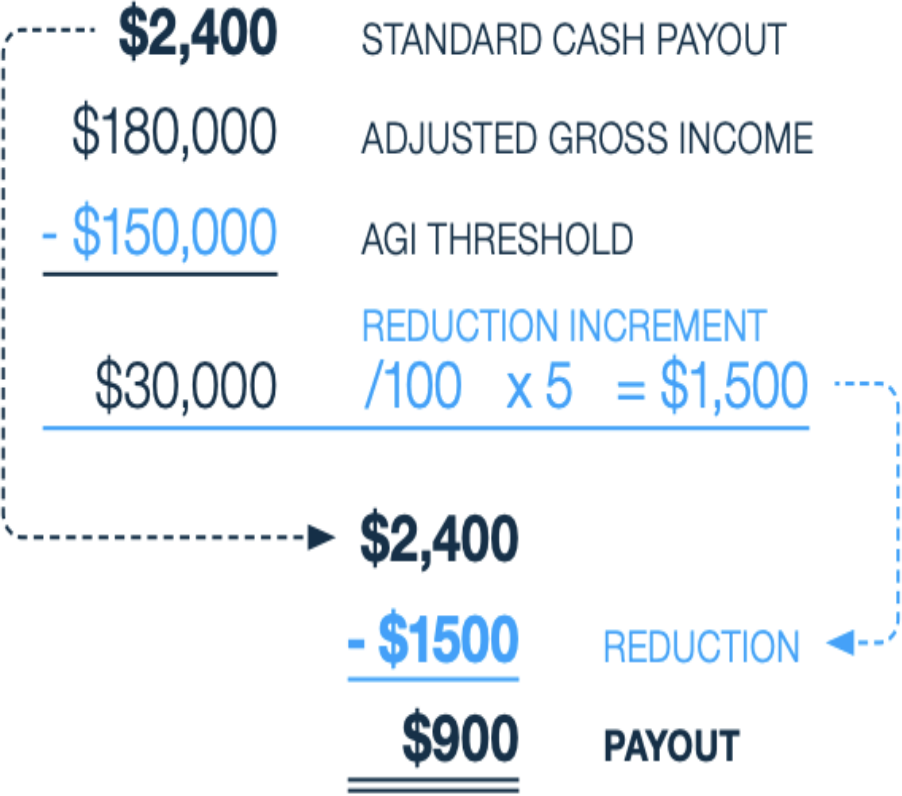 $2,400 STANDARD CASH PAYOUT
$180,000 ADJUSTED GROSS INCOME
- $150,000 AGI THRESHOLD
REDUCTION INCREMENT
$30,000 /100 x 5 = $1,500
$2,400
- $1500 REDUCTION
$900 PAYOUT